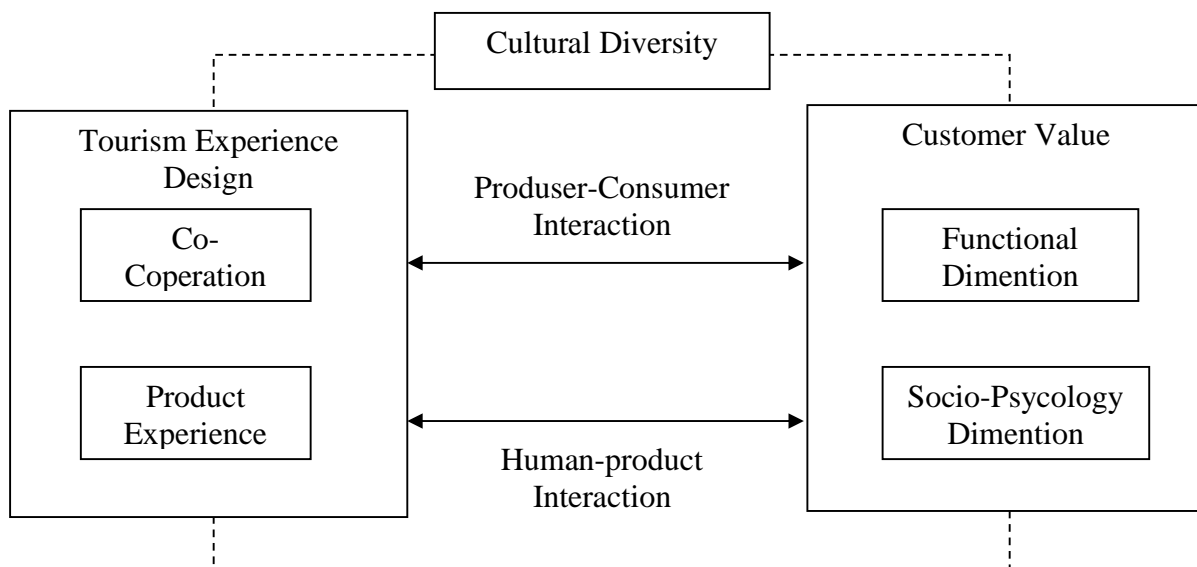 Cultural Diversity
Tourism Experience
Design
Customer Value
Produser-Consumer
Interaction
Co-
Coperation
Functional
Dimention
Product
Experience
Socio-Psycology
Dimention
Human-product
Interaction